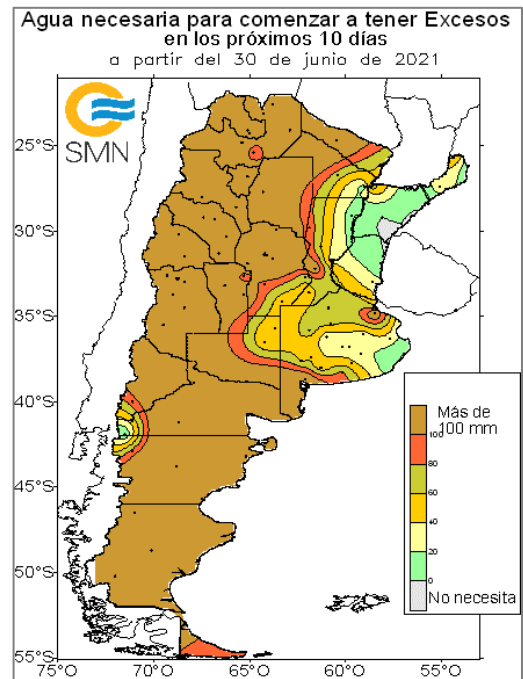 Agua necesaria para comenzar a tener Excesos
en los próximos 10 días
a partir del 30 de junio de 2021
SMN
25°S
30°S
35°S
40°S
45°S
50°S
55°S
75°O
70°O
65°O
60°O
55°O
Más de
100 mm
100
80
60
40
20
0
No necesita